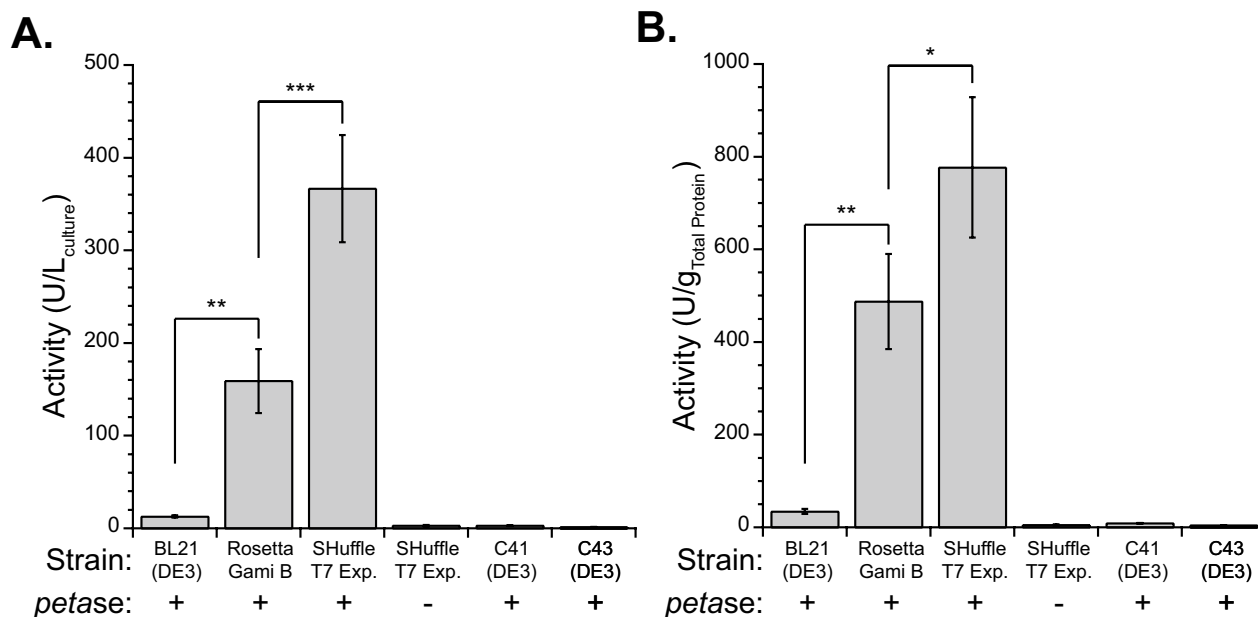 A.
500
400
300
200
100
0
Activity (U/Lculture)
**
***
Strain:
BL21 (DE3)
Rosetta Gami B
SHuffle T7 Exp.
SHuffle T7 Exp.
C41 (DE3)
C43 (DE3)
petase:
+ + + - + +
B.
1000
800
600
400
200
0
Activity (U/gTotal Protein)
**
*
Strain:
BL21 (DE3)
Rosetta Gami B
SHuffle T7 Exp.
SHuffle T7 Exp.
C41 (DE3)
C43 (DE3)
petase:
+ + + - + +